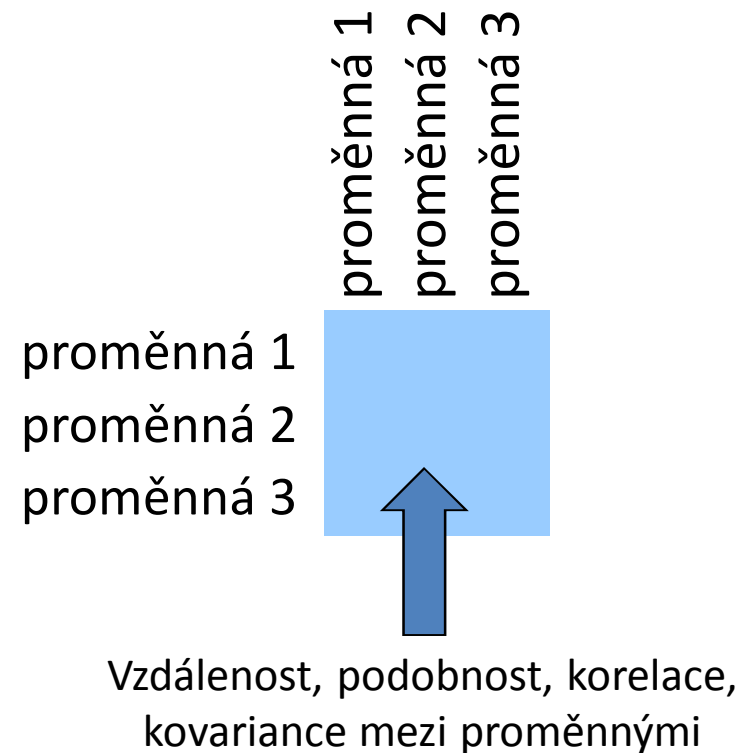 proměnná 1
proměnná 2
proměnná 3
proměnná 1
proměnná 2
proměnná 3
Vzdálenost, podobnost, korelace,
kovariance mezi proměnnými